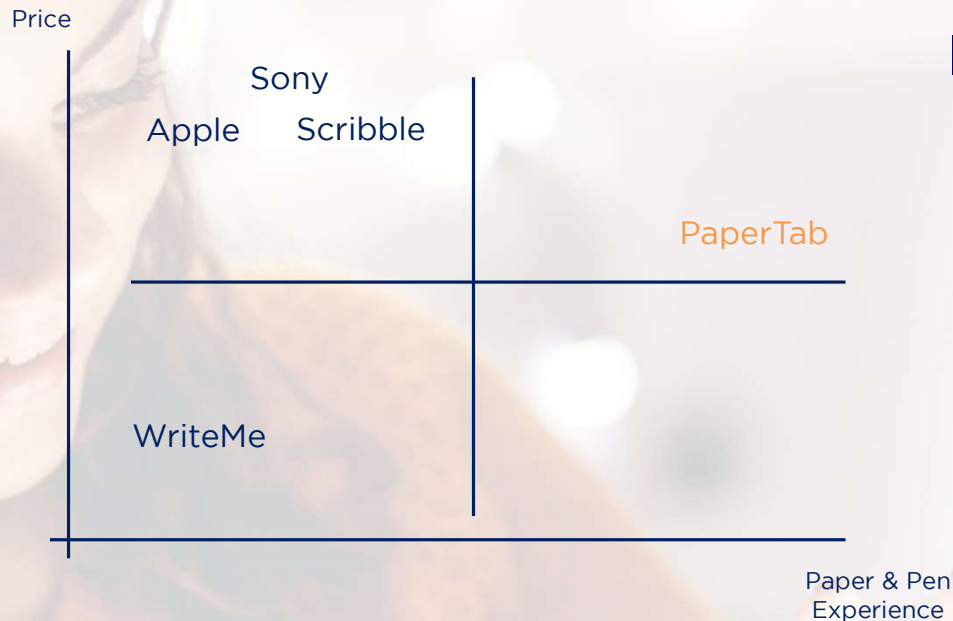 Price
Sony
Apple Scribble
PaperTab
WriteMe
Paper & Pen
Experience